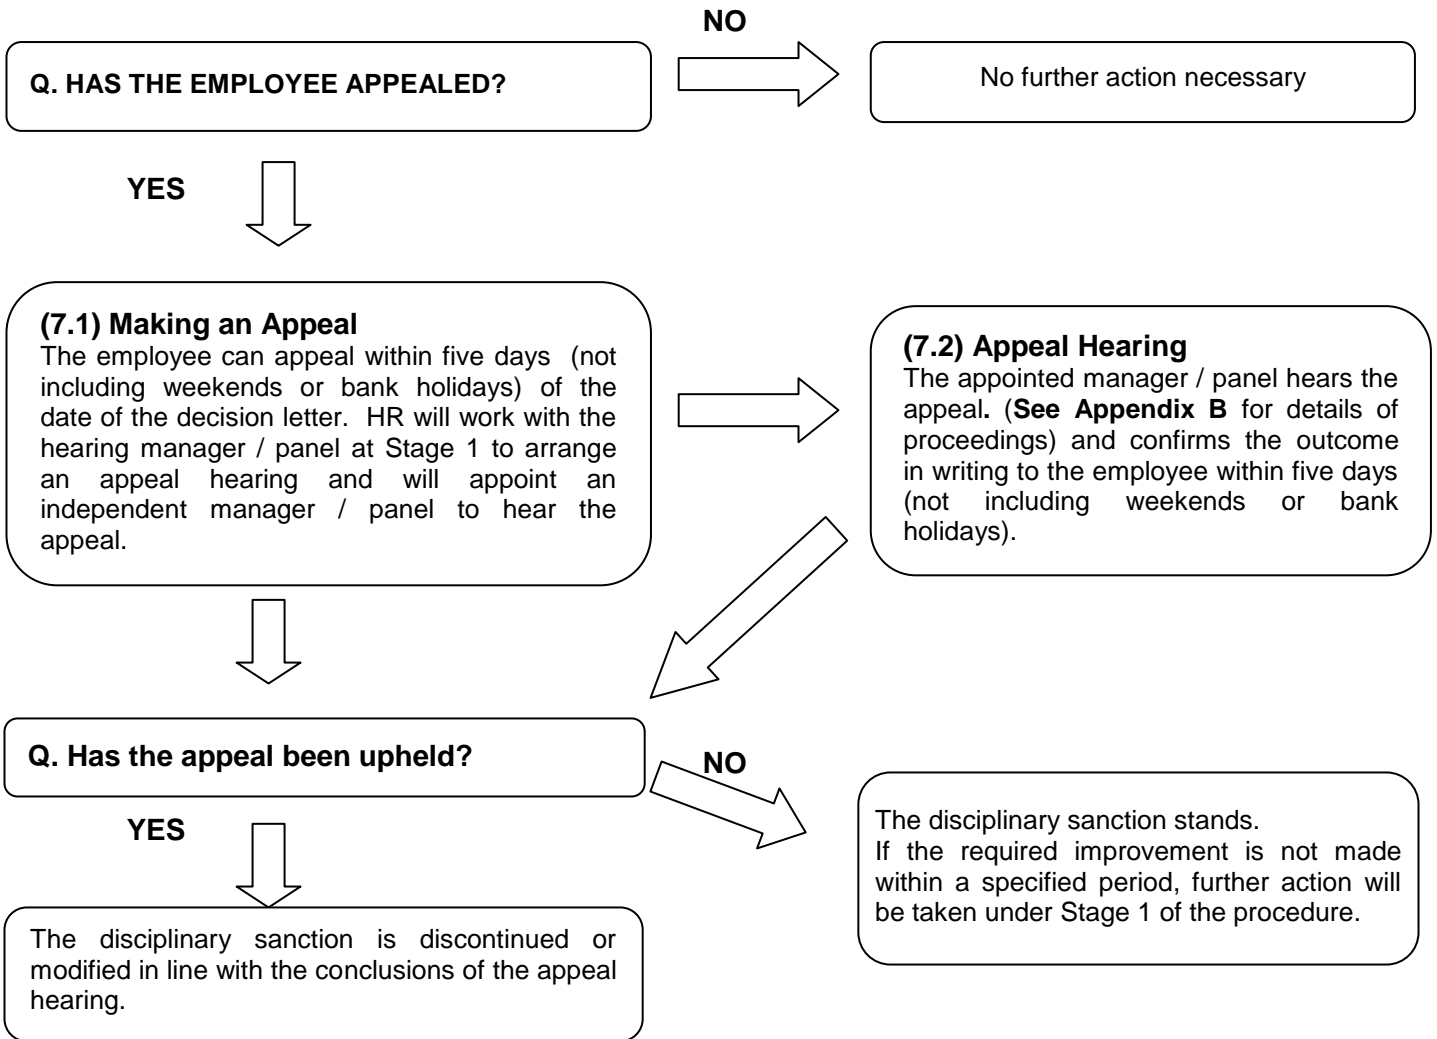 NO
Q. HAS THE EMPLOYEE APPEALED?
No further action necessary
YES
(7.1) Making an Appeal
The employee can appeal within five days (not
including weekends or bank holidays) of the
date of the decision letter. HR will work with the
hearing manager / panel at Stage 1 to arrange
an appeal hearing and will appoint an
independent manager / panel to hear the
appeal.
(7.2) Appeal Hearing
The appointed manager / panel hears the
appeal. (See Appendix B for details of
proceedings) and confirms the outcome
in writing to the employee within five days
(not including weekends or bank
holidays).
Q. Has the appeal been upheld?
NO
YES
The disciplinary sanction stands.
If the required improvement is not made
within a specified period, further action will
be taken under Stage 1 of the procedure.
The disciplinary sanction is discontinued or
modified in line with the conclusions of the appeal
hearing.